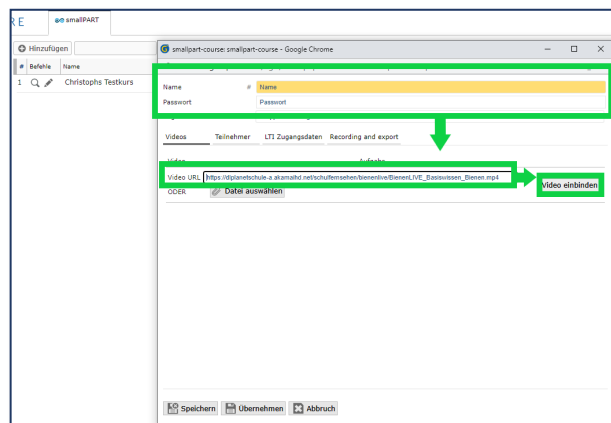 R E
smallPART
Hinzufügen
# Befehle Name
1 Christophs Testkurs
smallpart-course: smallpart-course - Google Chrome
Name # Name
Passwort Passwort
Videos Teilnehmer LTI Zugangsdaten Recording and export
Video Aufgabe
Video URL https://dlplanetschule-a.akamaihd.net/schulfernsehen/bienenlive/BienenLIVE_Basiswissen_Bienen.mp4
Video einbinden
ODER Datei auswählen
Speichern Übernehmen Abbruch